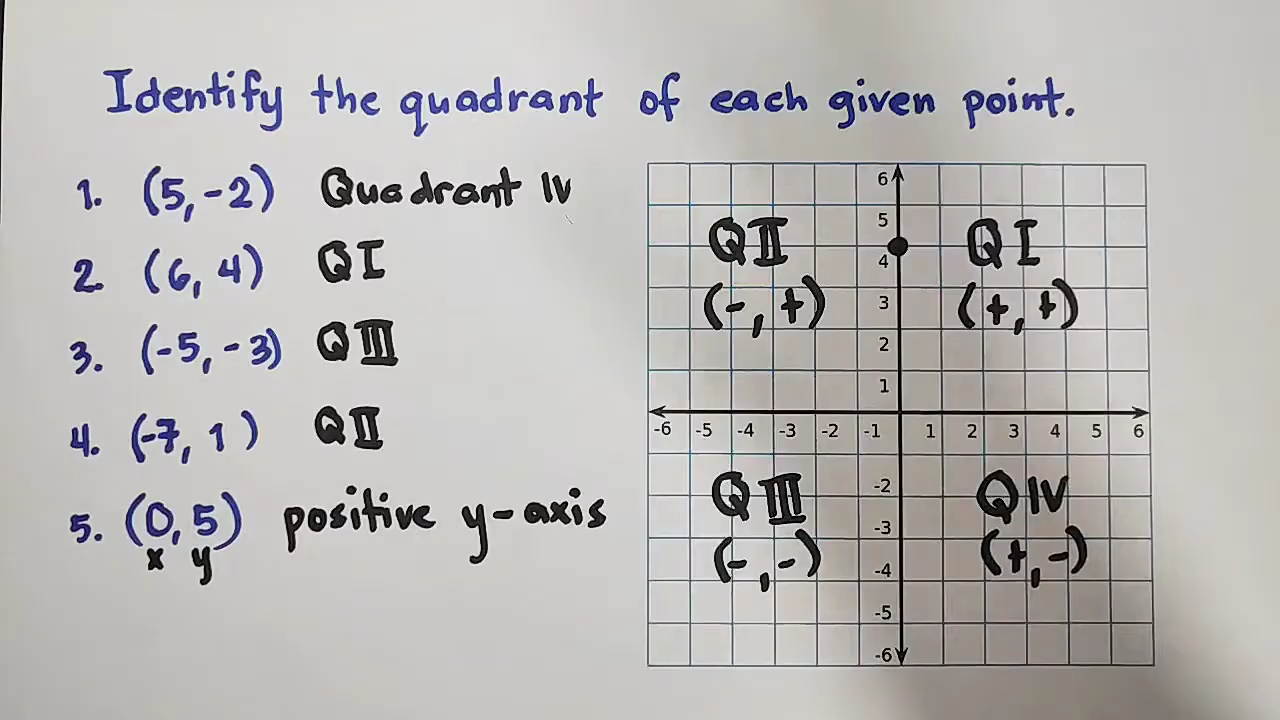 Identify the quadrant of each given point.
1. (5, -2) Quadrant IV
2. (6, 4) QI
3. (-5, -3) QIII
4. (-7, 1) QII
5. (0, 5) positive y-axis
x y
6
5
4
3
2
1
QII QI
(-, +) (+, +)
-6 -5 -4 -3 -2 -1 1 2 3 4 5 6
-2
-3
-4
-5
-6
QIII QIV
(-, -) (+, -)